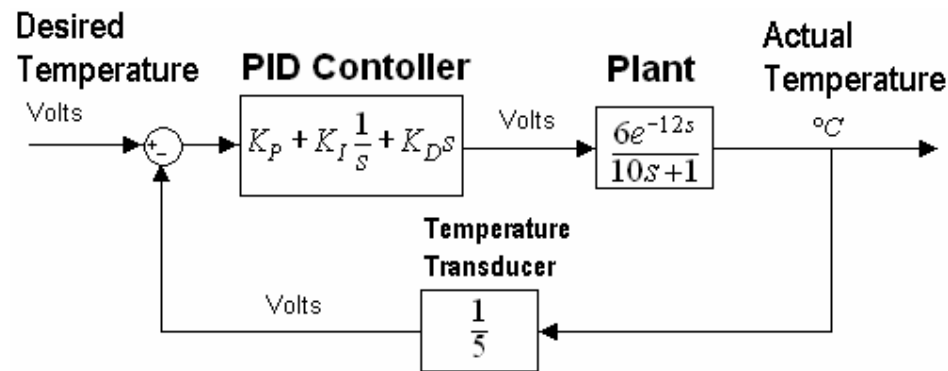 Desired
Temperature
Volts
PID Contoller
K_P + K_I 1/s + K_D s
Volts
Plant
6e^{-12s}/10s+1
Actual
Temperature
°C
+
−
Temperature
Transducer
Volts
1/5